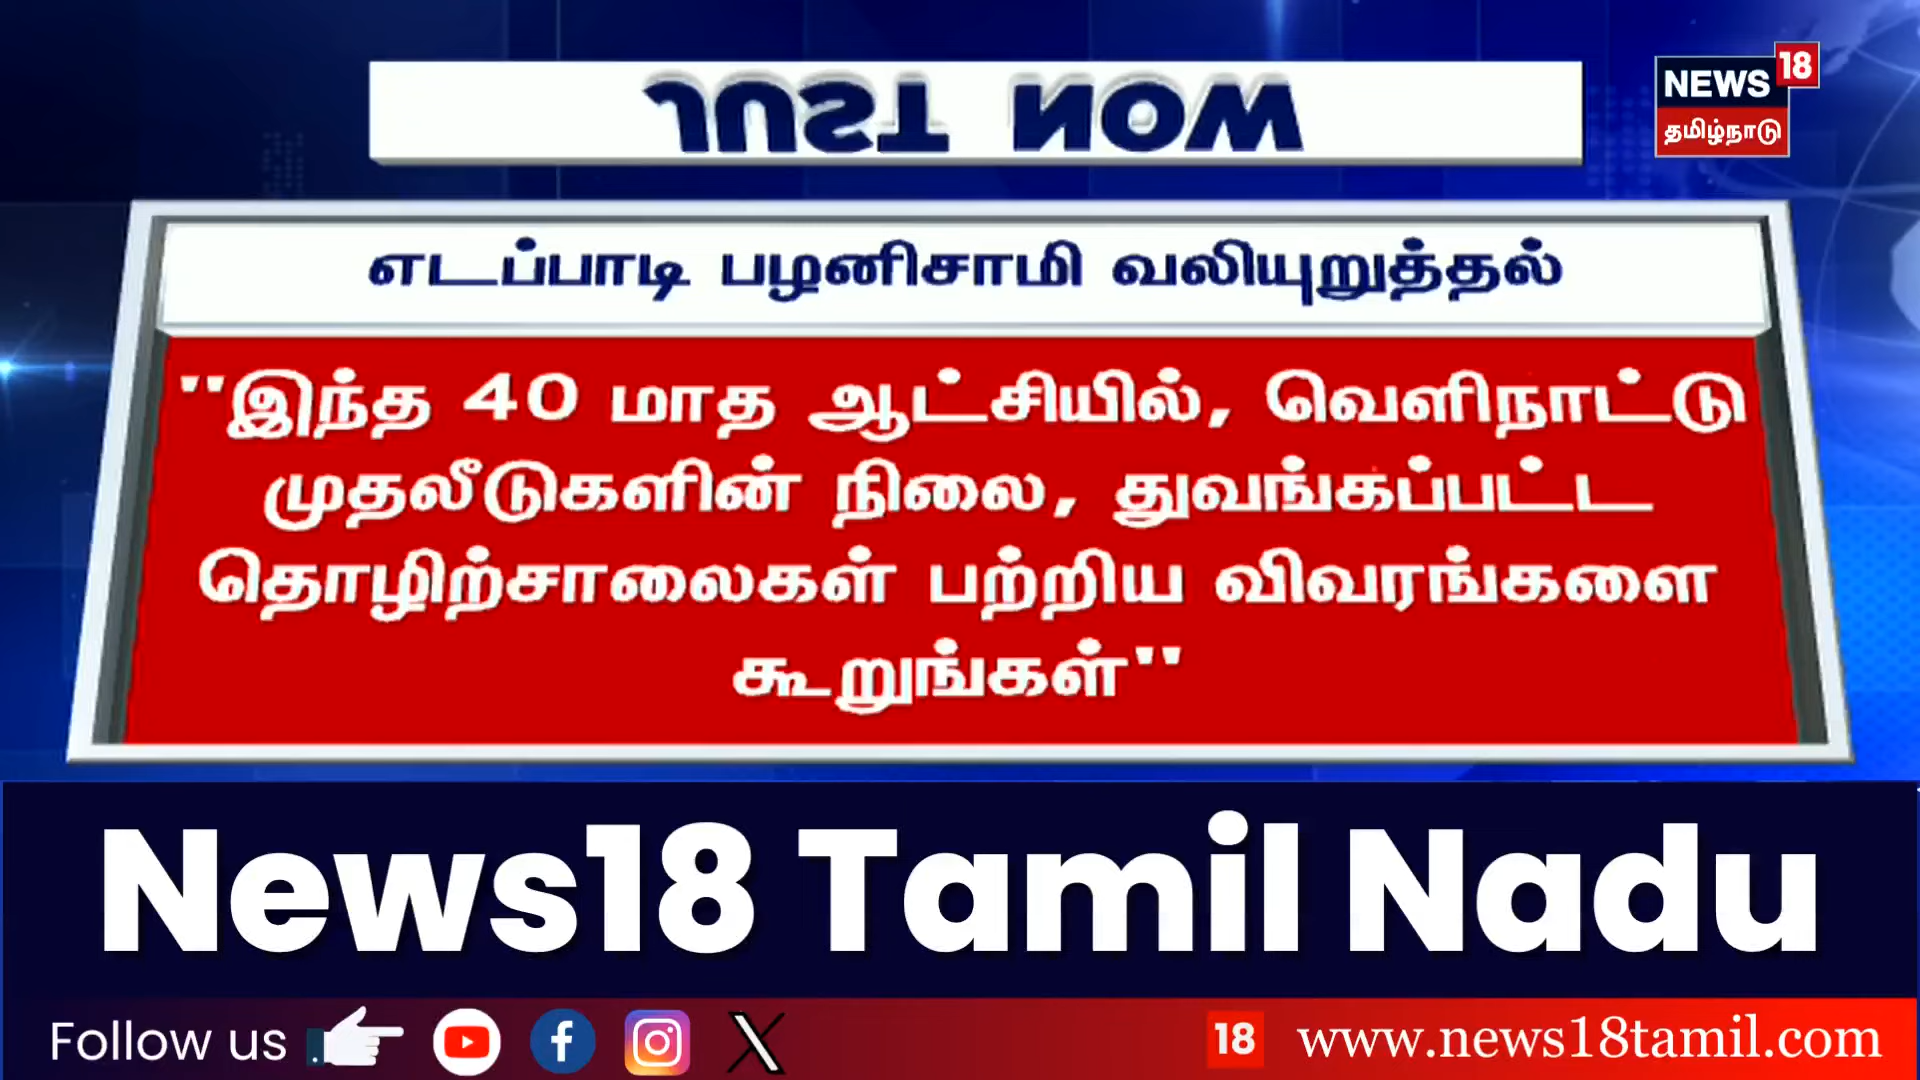 JUST NOW
NEWS 18
தமிழ்நாடு
எடப்பாடி பழனிசாமி வலியுறுத்தல்
"இந்த 40 மாத ஆட்சியில், வெளிநாட்டு
முதலீடுகளின் நிலை, துவங்கப்பட்ட
தொழிற்சாலைகள் பற்றிய விவரங்களை
கூறுங்கள்"
News18 Tamil Nadu
Follow us
18 www.news18tamil.com